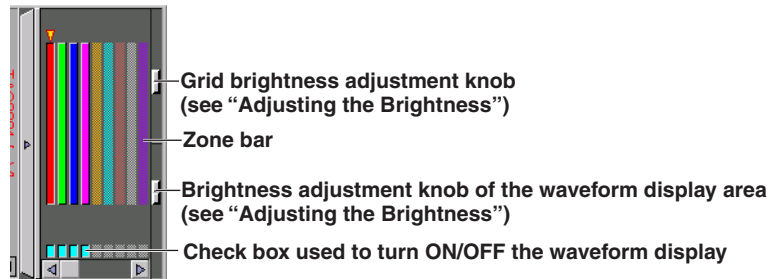 Grid brightness adjustment knob
(see “Adjusting the Brightness”)
Zone bar
Brightness adjustment knob of the waveform display area
(see “Adjusting the Brightness”)
Check box used to turn ON/OFF the waveform display